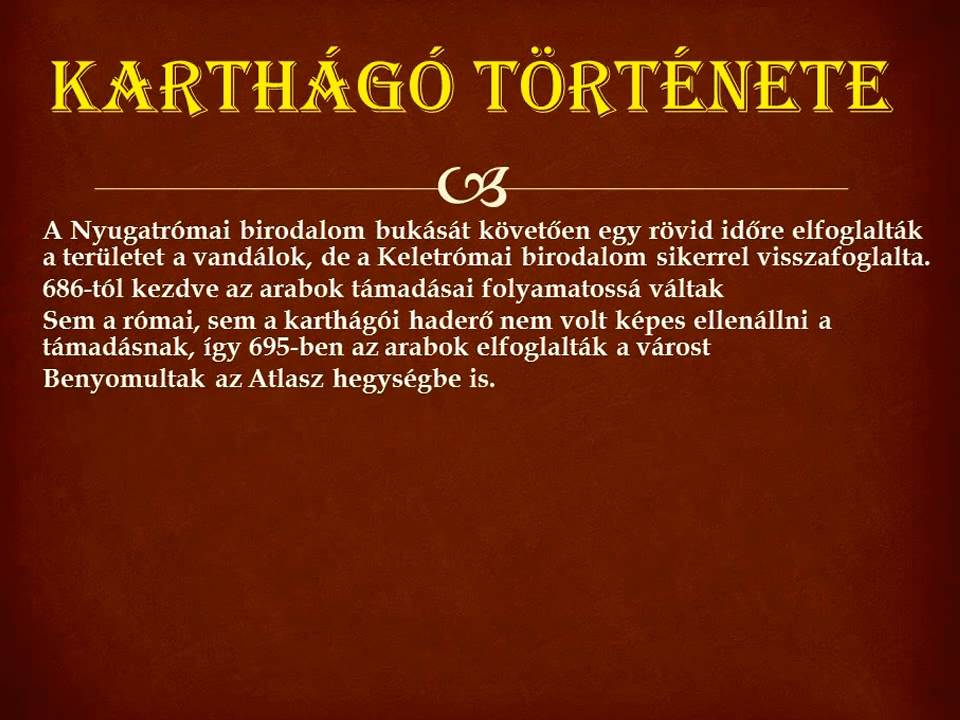 KARTHÁGÓ TÖRTÉNETE
A Nyugatrómai birodalom bukását követően egy rövid időre elfoglalták
a területet a vandálok, de a Keletrómai birodalom sikerrel visszafoglalta.
686-tól kezdve az arabok támadásai folyamatossá váltak
Sem a római, sem a karthágói haderő nem volt képes ellenállni a
támadásnak, így 695-ben az arabok elfoglalták a várost
Benyomultak az Atlasz hegységbe is.